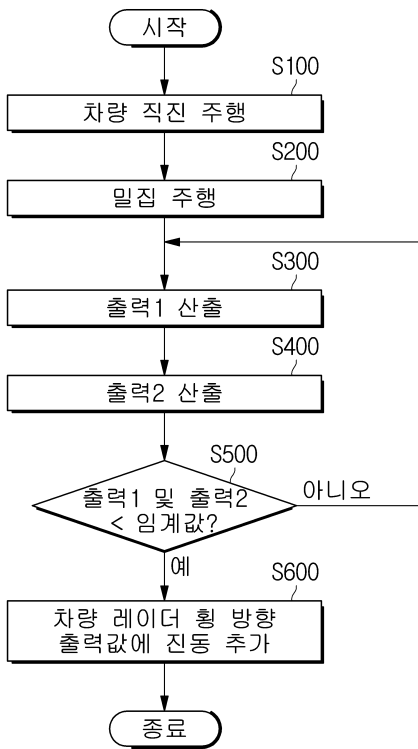 시작
S100
차량 직진 주행
S200
밀집 주행
S300
출력1 산출
S400
출력2 산출
S500
출력1 및 출력2
< 임계값?
아니오
예
S600
차량 레이더 횡 방향
출력값에 진동 추가
종료